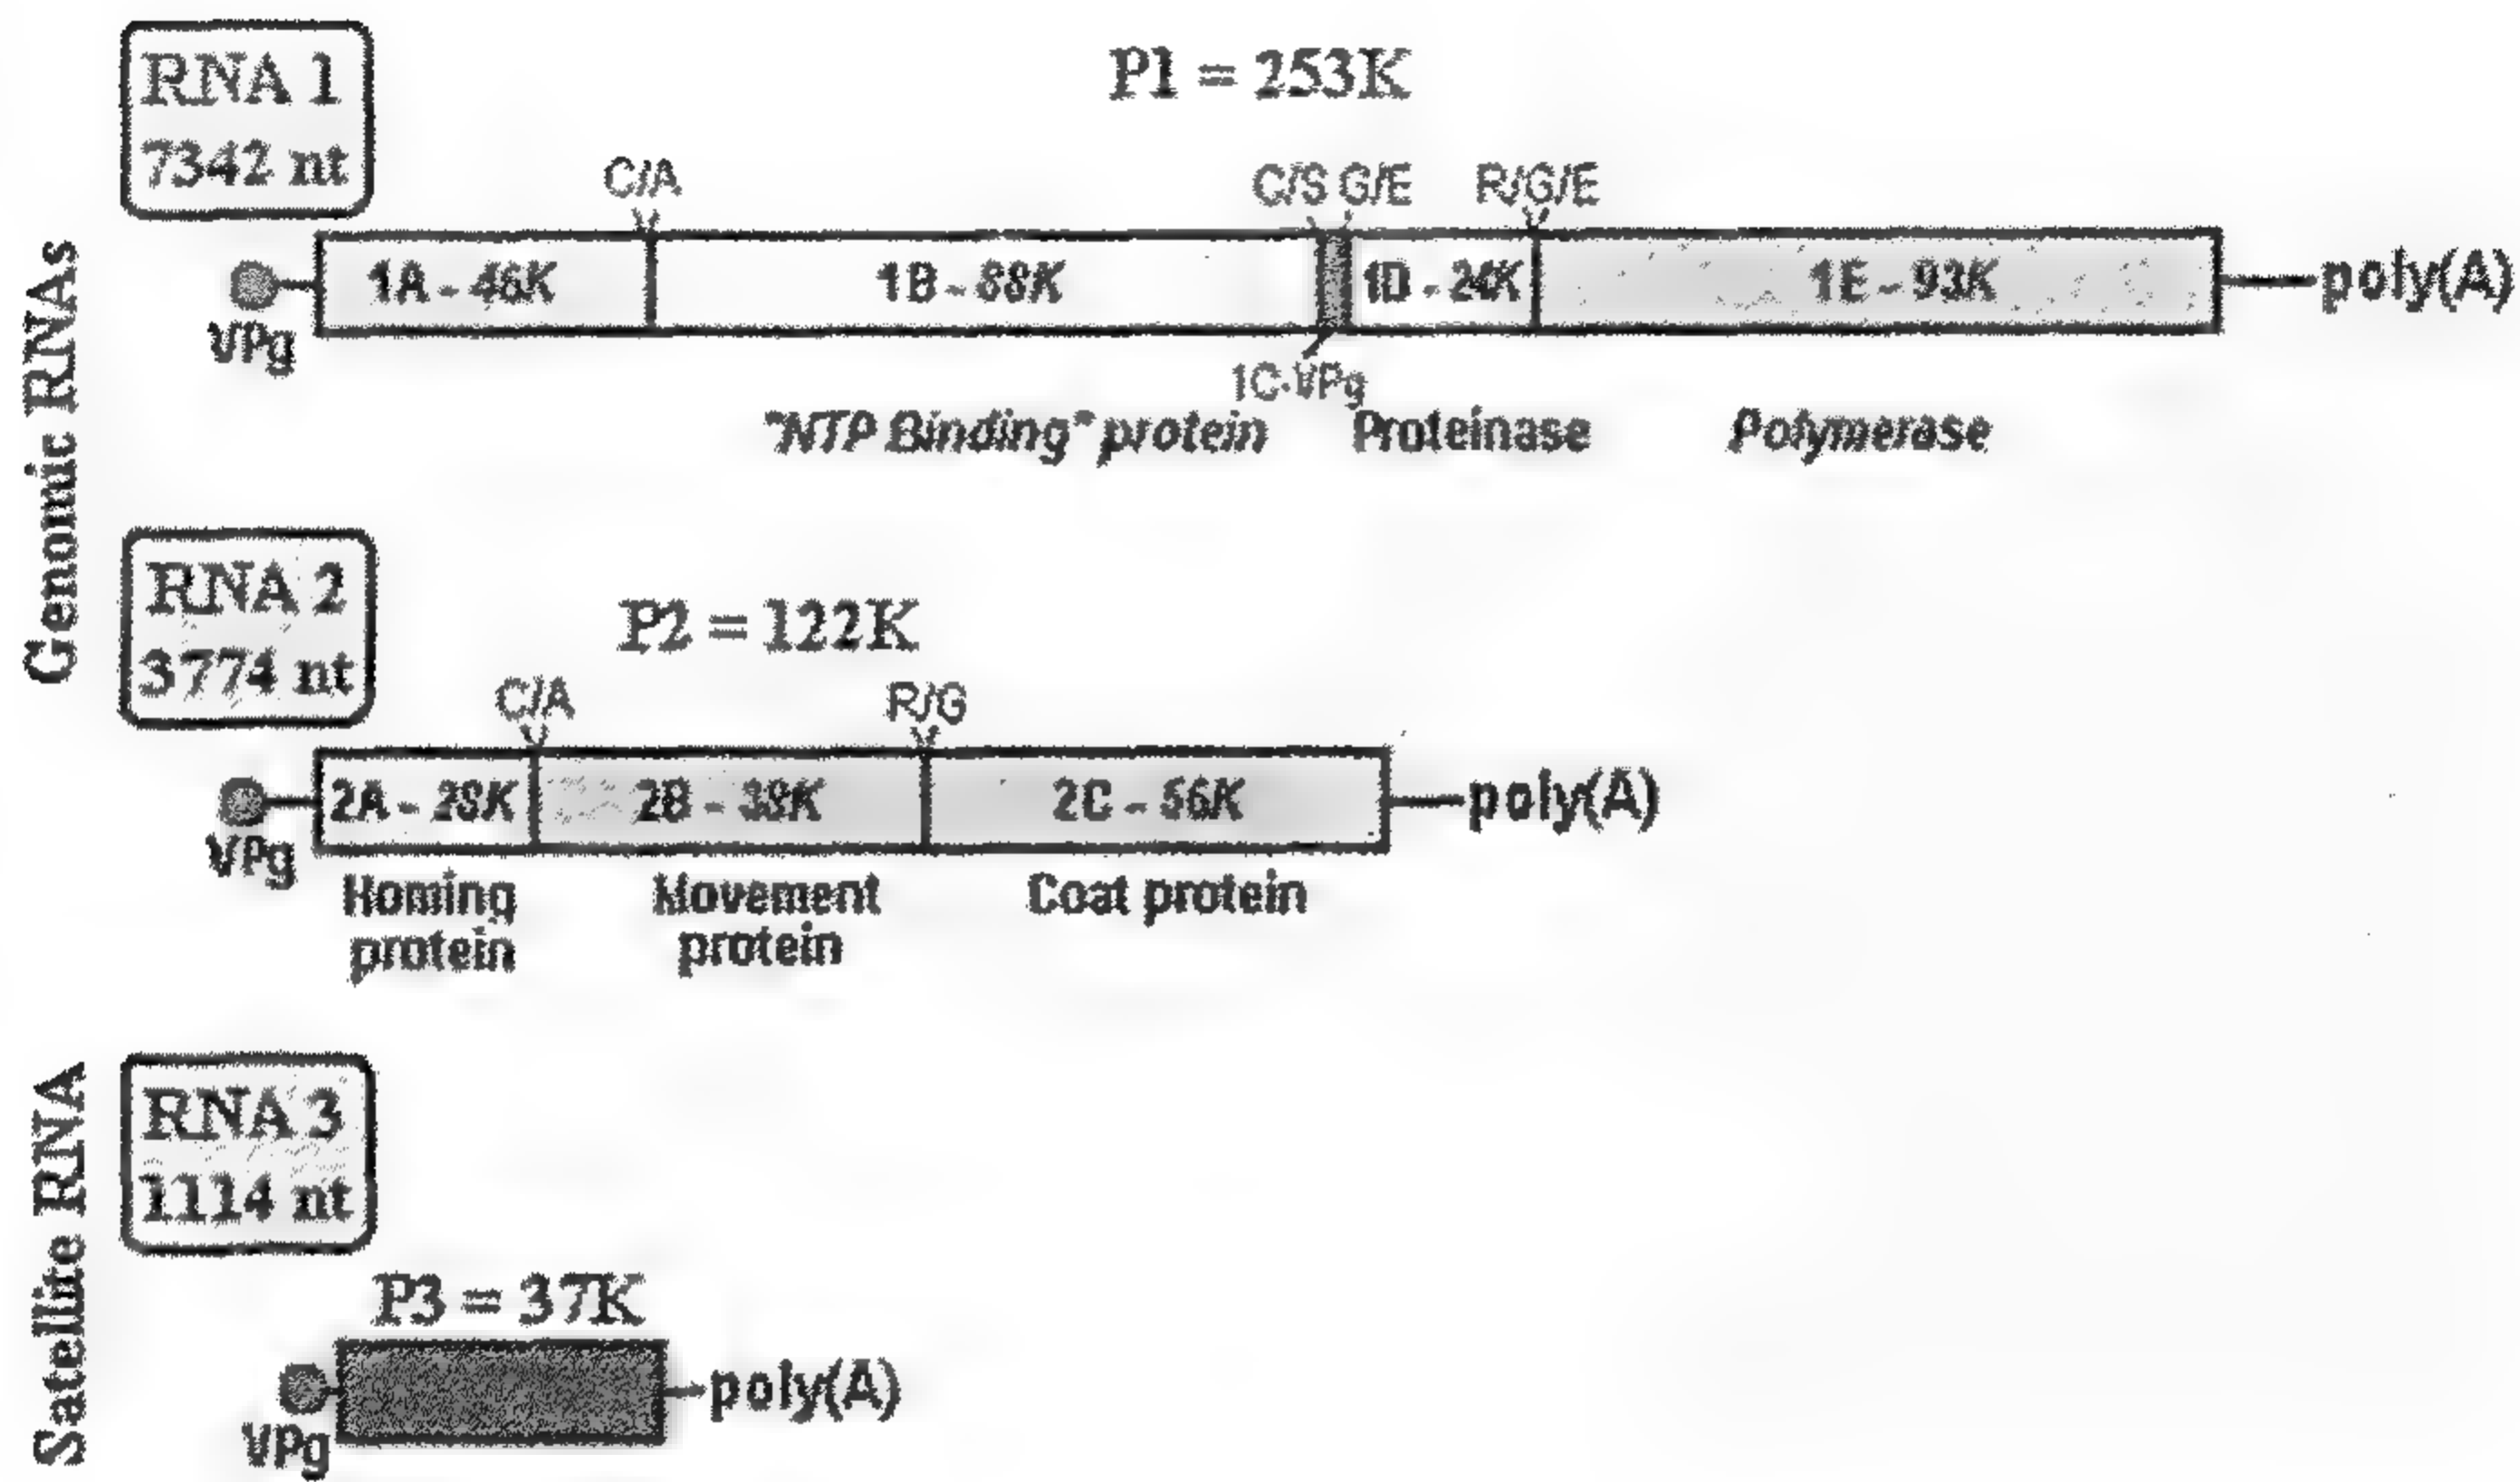 Genomic RNAs
RNA 1
7342 nt
P1 = 253K
C/A
C/S G/E
R/G/E
VPg
1A - 46K
1B - 88K
1D - 24K
1E - 93K
poly(A)
1C-VPg
"NTP Binding" protein
Proteinase
Polymerase
RNA 2
3774 nt
P2 = 122K
C/A
R/G
VPg
2A - 28K
2B - 38K
2C - 56K
poly(A)
Homing
protein
Movement
protein
Coat protein
Satellite RNA
RNA 3
1114 nt
P3 = 37K
VPg
poly(A)